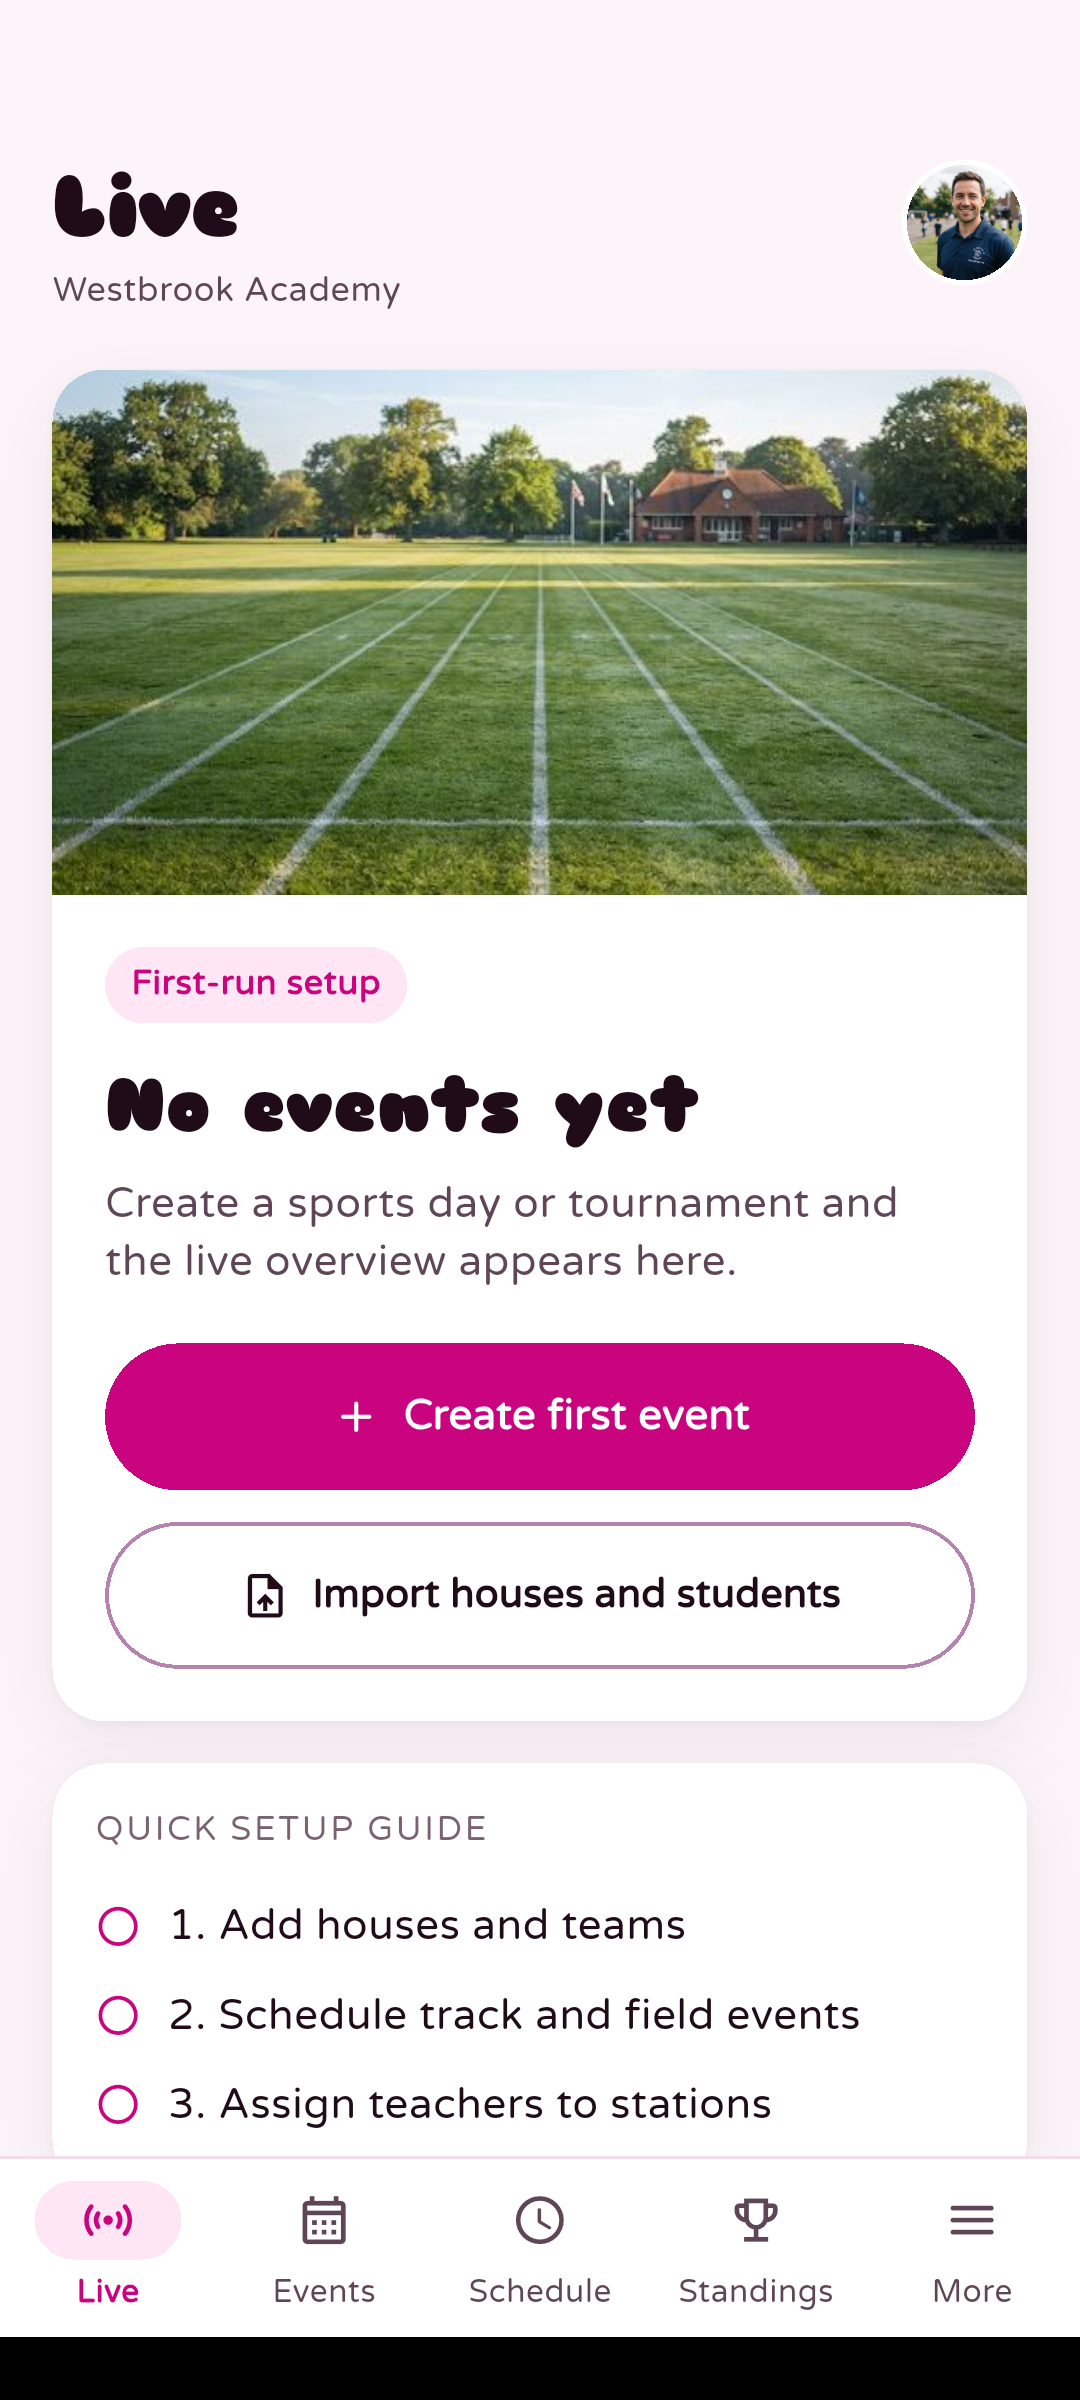 Live
Westbrook Academy
First-run setup
No events yet
Create a sports day or tournament and
the live overview appears here.
Create first event
Import houses and students
QUICK SETUP GUIDE
1. Add houses and teams
2. Schedule track and field events
3. Assign teachers to stations
Live
Events
Schedule
Standings
More